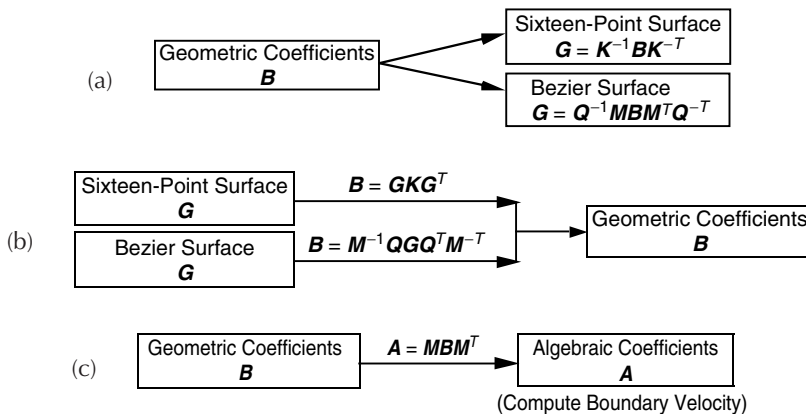 (a)
Geometric Coefficients
B
Sixteen-Point Surface
G = K⁻¹BK⁻ᵀ
Bezier Surface
G = Q⁻¹MBMᵀQ⁻ᵀ
(b)
Sixteen-Point Surface
G
B = GKGᵀ
Bezier Surface
G
B = M⁻¹QGQᵀM⁻ᵀ
Geometric Coefficients
B
(c)
Geometric Coefficients
B
A = MBMᵀ
Algebraic Coefficients
A
(Compute Boundary Velocity)